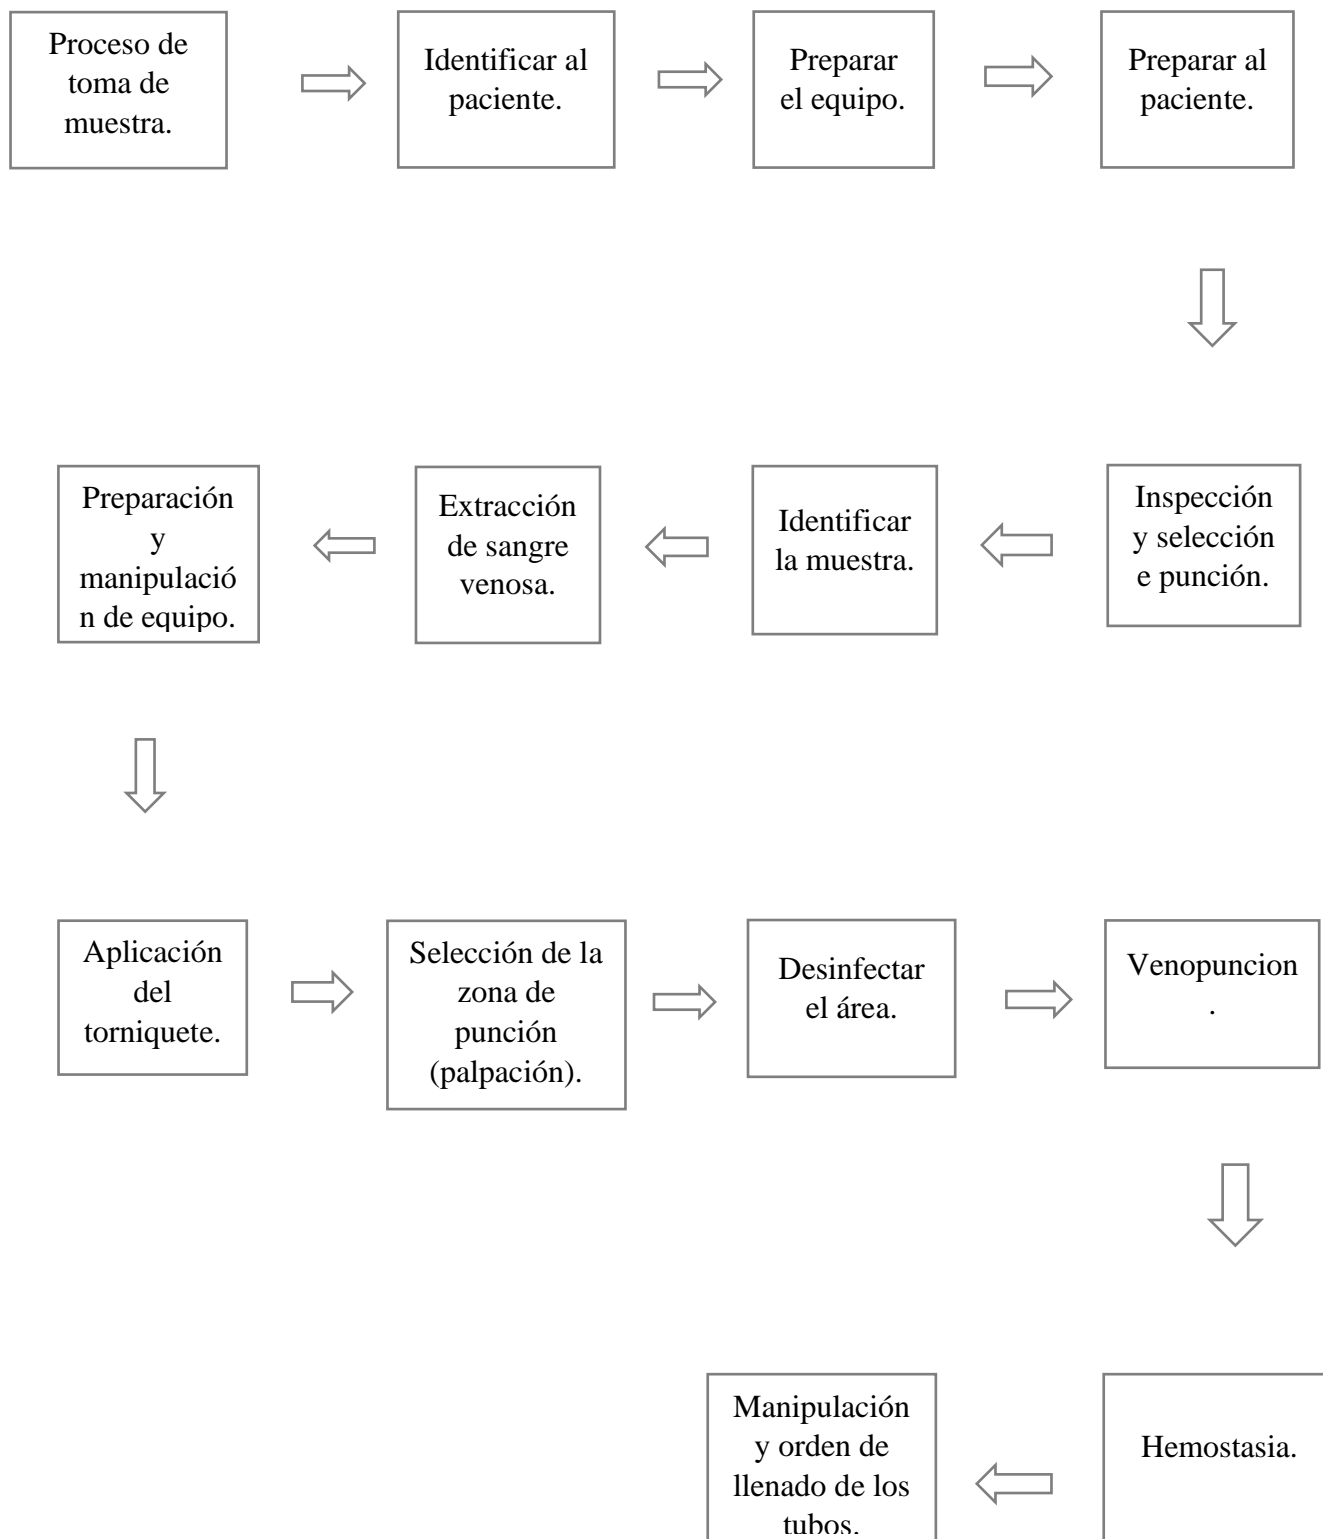 Proceso de
toma de
muestra.
Identificar al
paciente.
Preparar
el equipo.
Preparar al
paciente.
Inspección
y selección
e punción.
Identificar
la muestra.
Extracción
de sangre
venosa.
Preparación
y
manipulació
n de equipo.
Aplicación
del
torniquete.
Selección de la
zona de
punción
(palpación).
Desinfectar
el área.
Venopuncion
.
Hemostasia.
Manipulación
y orden de
llenado de los
tubos.